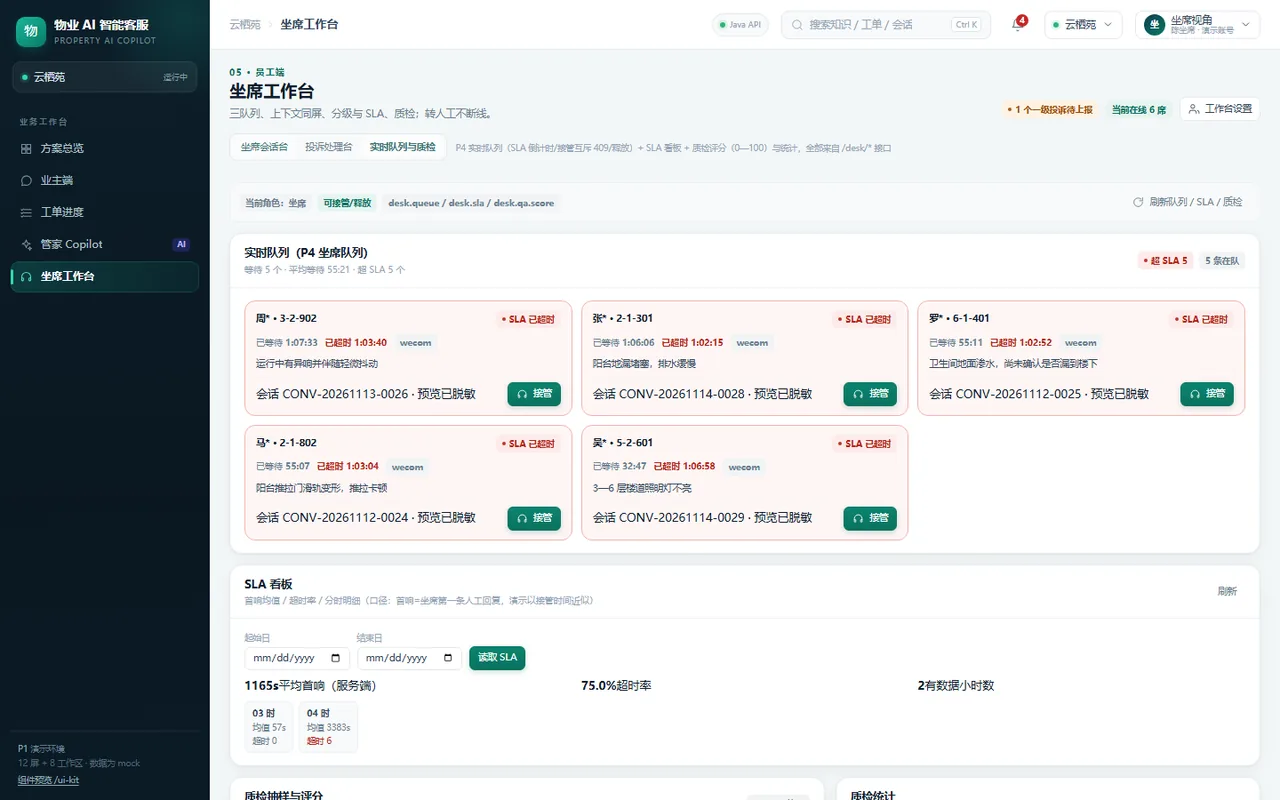 物 物业 AI 智能客服
PROPERTY AI COPILOT
云栖苑 运行中
业务工作台
方案总览
业主端
工单进度
管家 Copilot AI
坐席工作台
P1 演示环境
12 屏 + 8 工作区 · 数据为 mock
组件预览 /ui-kit
云栖苑 › 坐席工作台
Java API
搜索知识 / 工单 / 会话 Ctrl K
4
云栖苑
坐 坐席视角
陈坐席 · 演示账号
05 · 员工端
坐席工作台
三队列、上下文同屏、分级与 SLA、质检；转人工不断线。
1 个一级投诉待上报 当前在线 6 席 工作台设置
坐席会话台 投诉处理台 实时队列与质检 P4 实时队列（SLA 倒计时/接管互斥 409/释放）+ SLA 看板 + 质检评分（0—100）与统计，全部来自 /desk/* 接口
当前角色：坐席 可接管/释放 desk.queue / desk.sla / desk.qa.score 刷新队列 / SLA / 质检
实时队列（P4 坐席队列）
等待 5 个 · 平均等待 55:21 · 超 SLA 5 个
超 SLA 5 5 条在队
周* • 3-2-902 SLA 已超时
已等待 1:07:33 已超时 1:03:40 wecom
运行中有异响并伴随轻微抖动
会话 CONV-20261113-0026 · 预览已脱敏 接管
张* • 2-1-301 SLA 已超时
已等待 1:06:06 已超时 1:02:15 wecom
阳台地漏堵塞，排水缓慢
会话 CONV-20261114-0028 · 预览已脱敏 接管
罗* • 6-1-401 SLA 已超时
已等待 55:11 已超时 1:02:52 wecom
卫生间地面渗水，尚未确认是否漏到楼下
会话 CONV-20261112-0025 · 预览已脱敏 接管
马* • 2-1-802 SLA 已超时
已等待 55:07 已超时 1:03:04 wecom
阳台推拉门滑轨变形，推拉卡顿
会话 CONV-20261112-0024 · 预览已脱敏 接管
吴* • 5-2-601 SLA 已超时
已等待 32:47 已超时 1:06:58 wecom
3—6 层楼道照明灯不亮
会话 CONV-20261114-0029 · 预览已脱敏 接管
SLA 看板
首响均值 / 超时率 / 分时明细（口径：首响=坐席第一条人工回复，演示以接管时间近似）
刷新
起始日 结束日
mm/dd/yyyy mm/dd/yyyy 读取 SLA
1165s平均首响（服务端） 75.0%超时率 2有数据小时数
03 时
均值 57s
超时 0
04 时
均值 3383s
超时 6
质检抽样与评分
质检统计